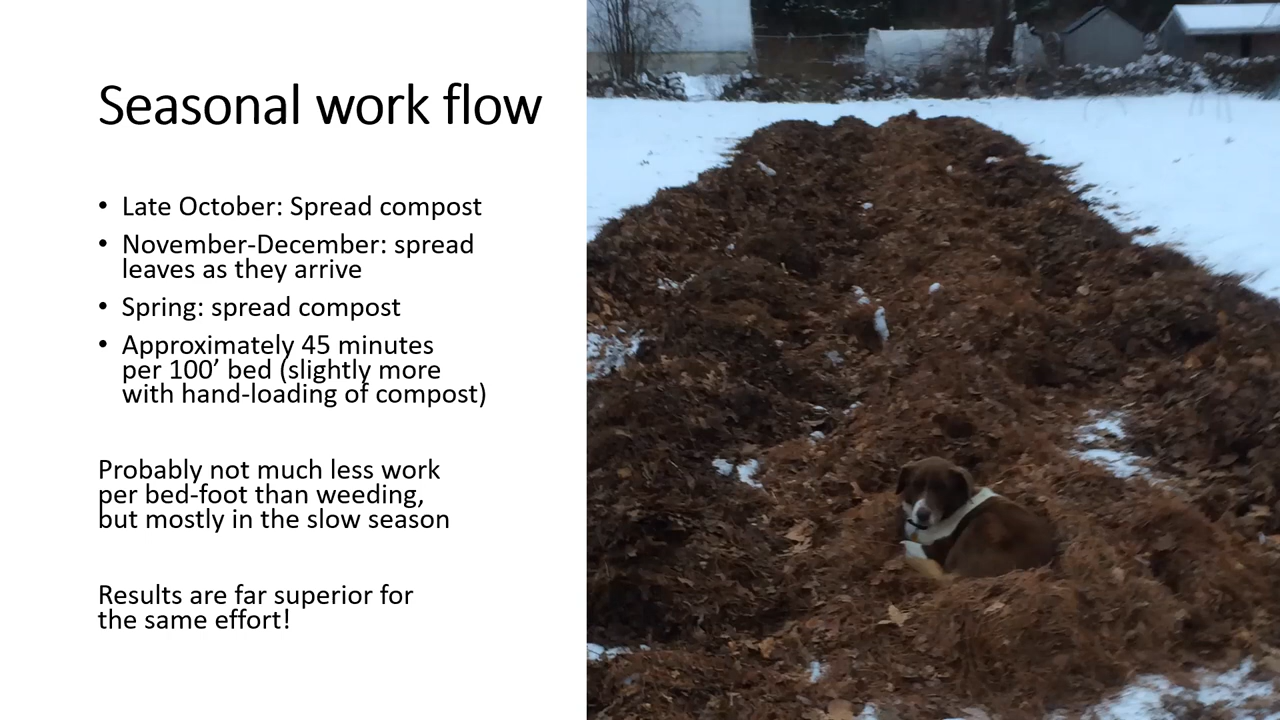 Seasonal work flow
• Late October: Spread compost
• November-December: spread
leaves as they arrive
• Spring: spread compost
• Approximately 45 minutes
per 100’ bed (slightly more
with hand-loading of compost)
Probably not much less work
per bed-foot than weeding,
but mostly in the slow season
Results are far superior for
the same effort!